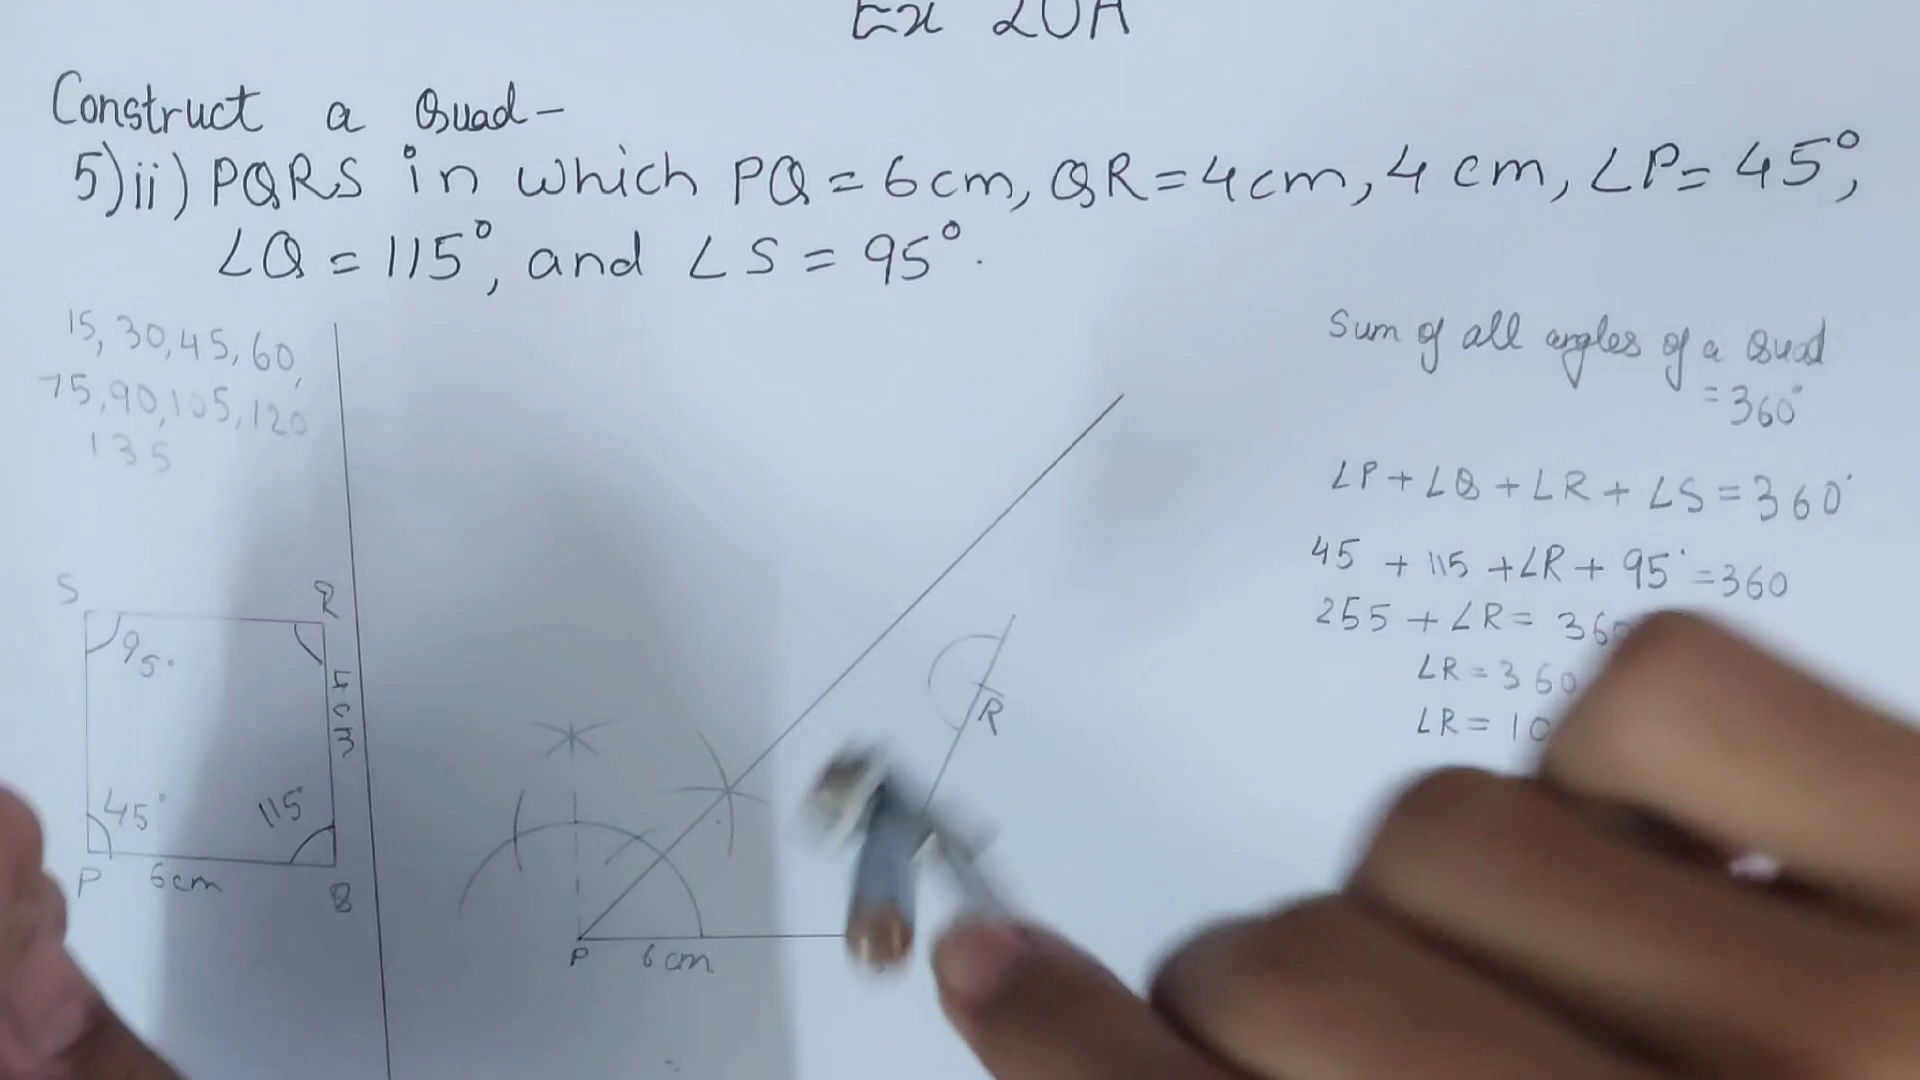 Ex 20A
Construct a Quad-
5)ii) PQRS in which PQ = 6cm, QR = 4cm, 4 cm, ∠P = 45°,
∠Q = 115°, and ∠S = 95°.
15, 30, 45, 60,
75, 90, 105, 120
135
S
R
95°
4cm
45°
115
P
6cm
Q
R
P
6cm
Sum of all angles of a Quad
= 360°
∠P + ∠Q + ∠R + ∠S = 360°
45 + 115 + ∠R + 95° = 360
255 + ∠R = 360
∠R = 360
∠R = 10